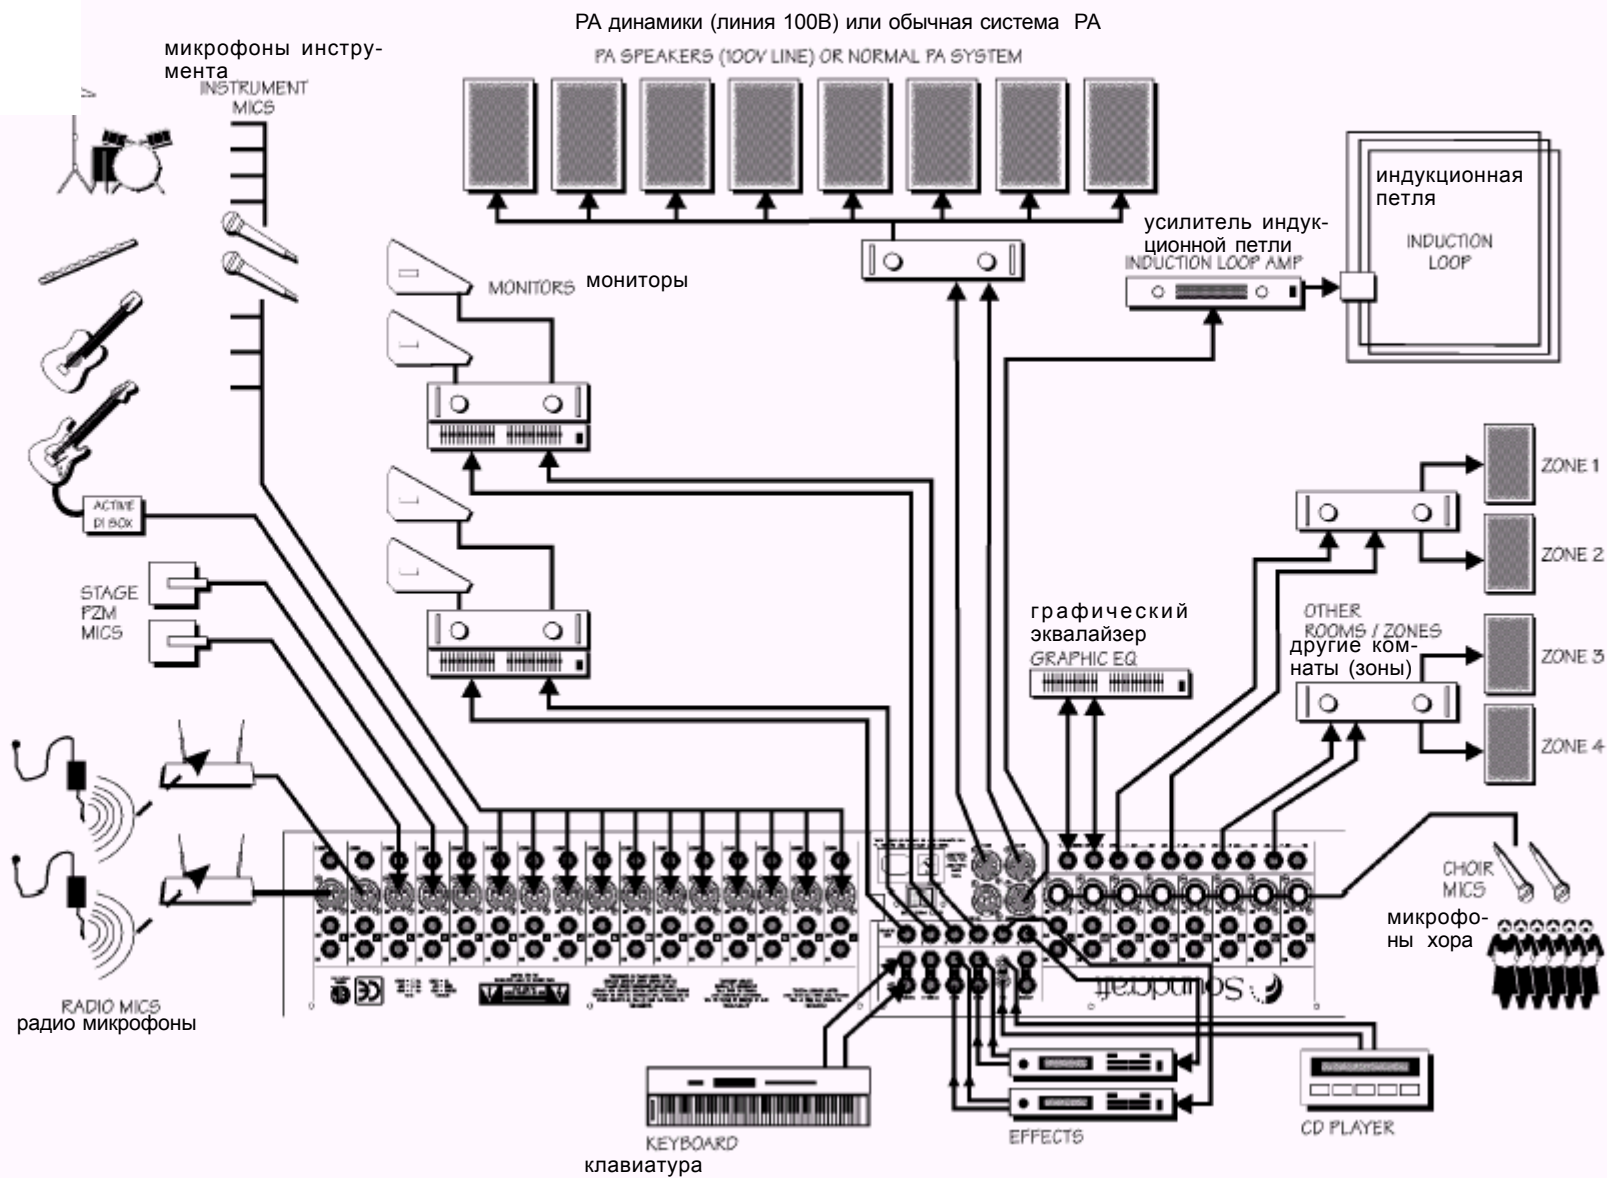 РА динамики (линия 100В) или обычная система РА
PA SPEAKERS (100V LINE) OR NORMAL PA SYSTEM
микрофоны инстру-
мента
INSTRUMENT
MICS
индукционная
петля
INDUCTION
LOOP
усилитель индук-
ционной петли
INDUCTION LOOP AMP
MONITORS мониторы
ZONE 1
ACTIVE
DI BOX
ZONE 2
STAGE
PZM
MICS
графический
эквалайзер
GRAPHIC EQ
OTHER
ROOMS / ZONES
другие ком-
наты (зоны)
ZONE 3
ZONE 4
CHOIR
MICS
микрофо-
ны хора
Soundcraft
RADIO MICS
радио микрофоны
KEYBOARD
клавиатура
EFFECTS
CD PLAYER